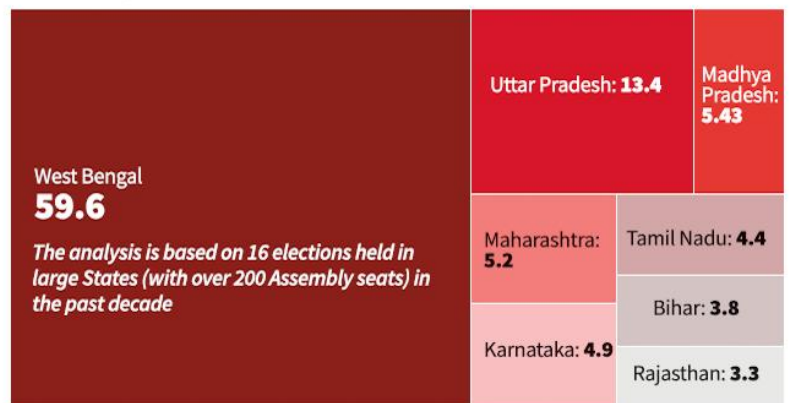 West Bengal
59.6
The analysis is based on 16 elections held in
large States (with over 200 Assembly seats) in
the past decade
Uttar Pradesh: 13.4
Madhya
Pradesh:
5.43
Maharashtra:
5.2
Tamil Nadu: 4.4
Bihar: 3.8
Karnataka: 4.9
Rajasthan: 3.3